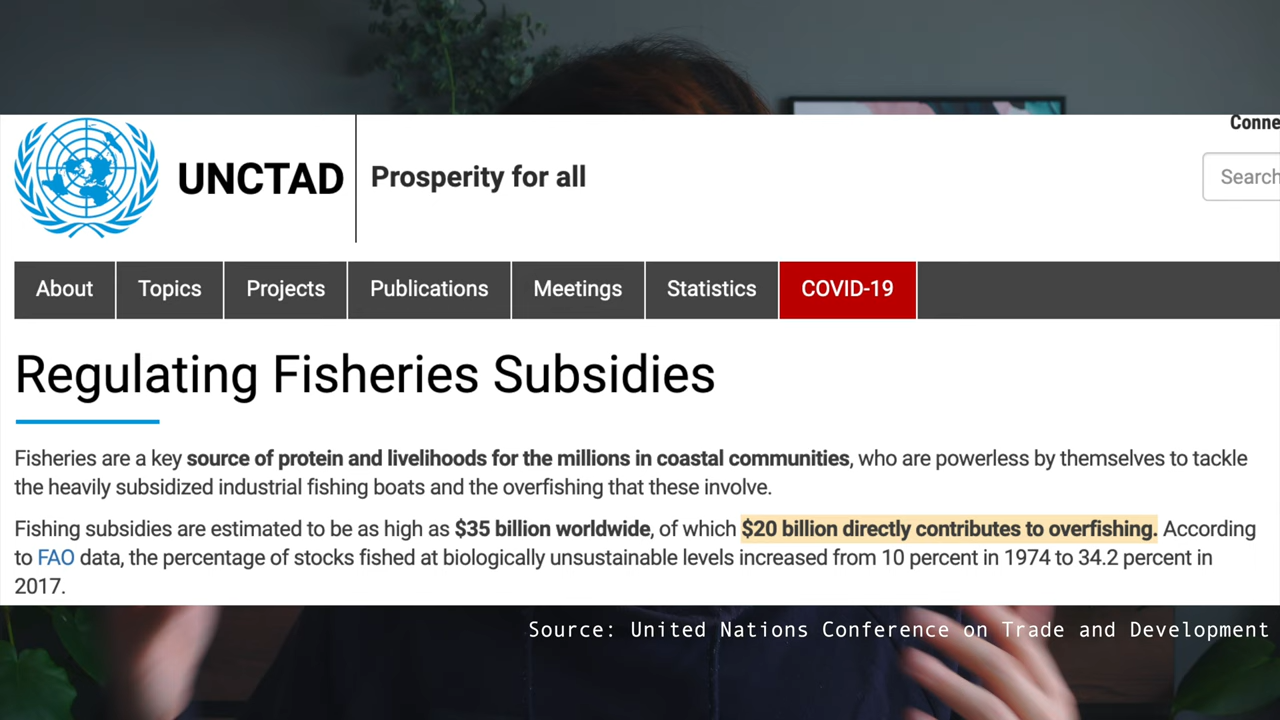 Conne
UNCTAD
Prosperity for all
Search
About
Topics
Projects
Publications
Meetings
Statistics
COVID-19
Regulating Fisheries Subsidies
Fisheries are a key source of protein and livelihoods for the millions in coastal communities, who are powerless by themselves to tackle
the heavily subsidized industrial fishing boats and the overfishing that these involve.
Fishing subsidies are estimated to be as high as $35 billion worldwide, of which $20 billion directly contributes to overfishing. According
to FAO data, the percentage of stocks fished at biologically unsustainable levels increased from 10 percent in 1974 to 34.2 percent in
2017.
Source: United Nations Conference on Trade and Development